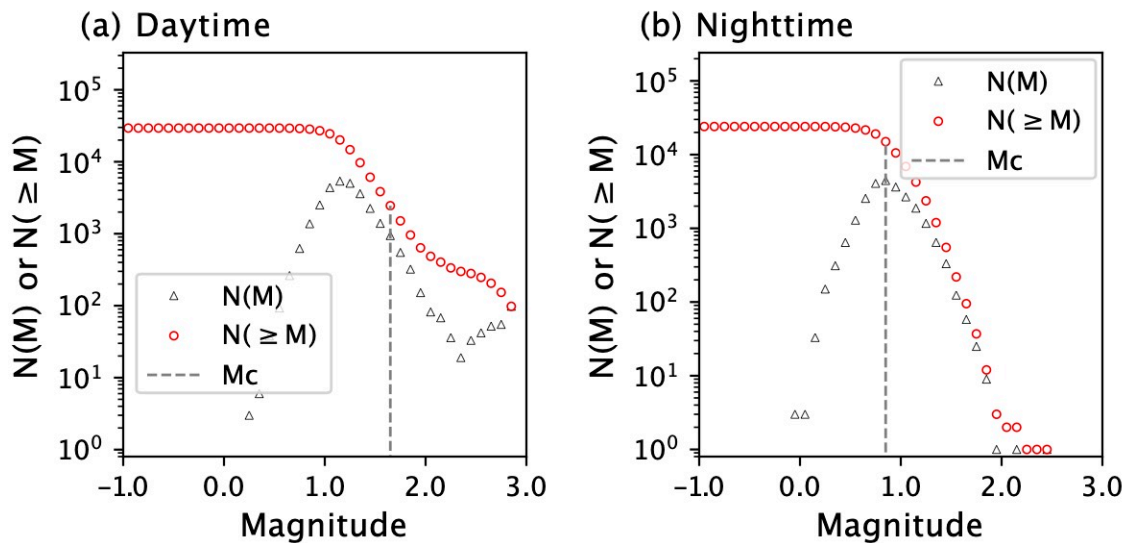 (a) Daytime
N(M) or N( ≥ M)
10⁵
10⁴
10³
10²
10¹
10⁰
N(M)
N( ≥ M)
Mc
−1.0 0.0 1.0 2.0 3.0
Magnitude
(b) Nighttime
N(M) or N( ≥ M)
10⁵
10⁴
10³
10²
10¹
10⁰
N(M)
N( ≥ M)
Mc
−1.0 0.0 1.0 2.0 3.0
Magnitude